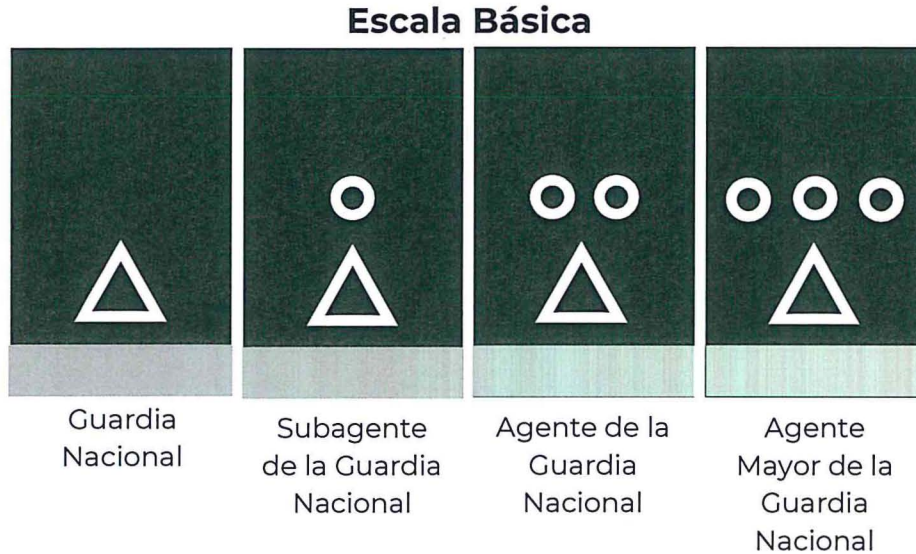 Escala Básica
Guardia
Nacional
Subagente
de la Guardia
Nacional
Agente de la
Guardia
Nacional
Agente
Mayor de la
Guardia
Nacional